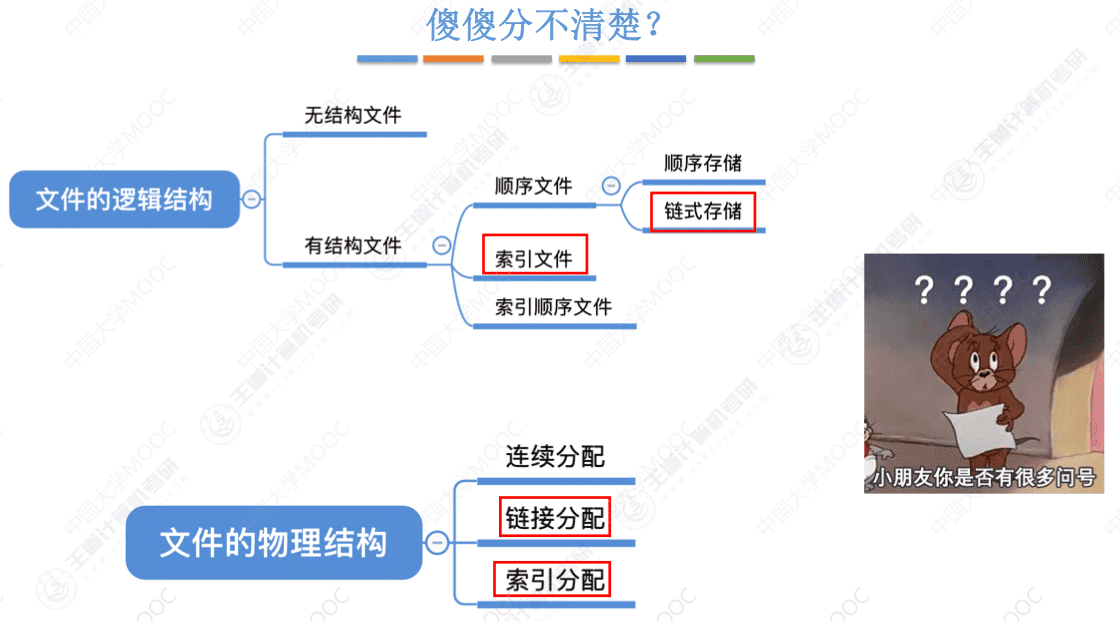 傻傻分不清楚？
无结构文件
顺序存储
顺序文件
文件的逻辑结构
链式存储
有结构文件
索引文件
索引顺序文件
？？？？
小朋友你是否有很多问号
连续分配
链接分配
文件的物理结构
索引分配
中国大学MOOC
王道计算机考研
www.cskaoyan.com